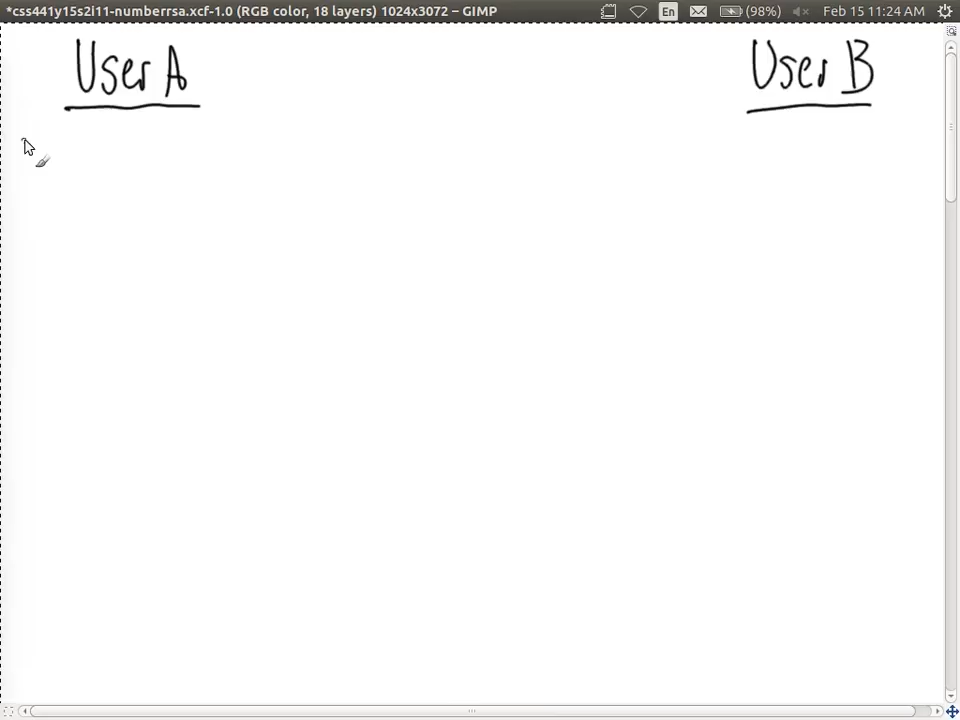 *css441y15s2i11-numberrsa.xcf-1.0 (RGB color, 18 layers) 1024x3072 – GIMP En (98%) Feb 15 11:24 AM
User A User B